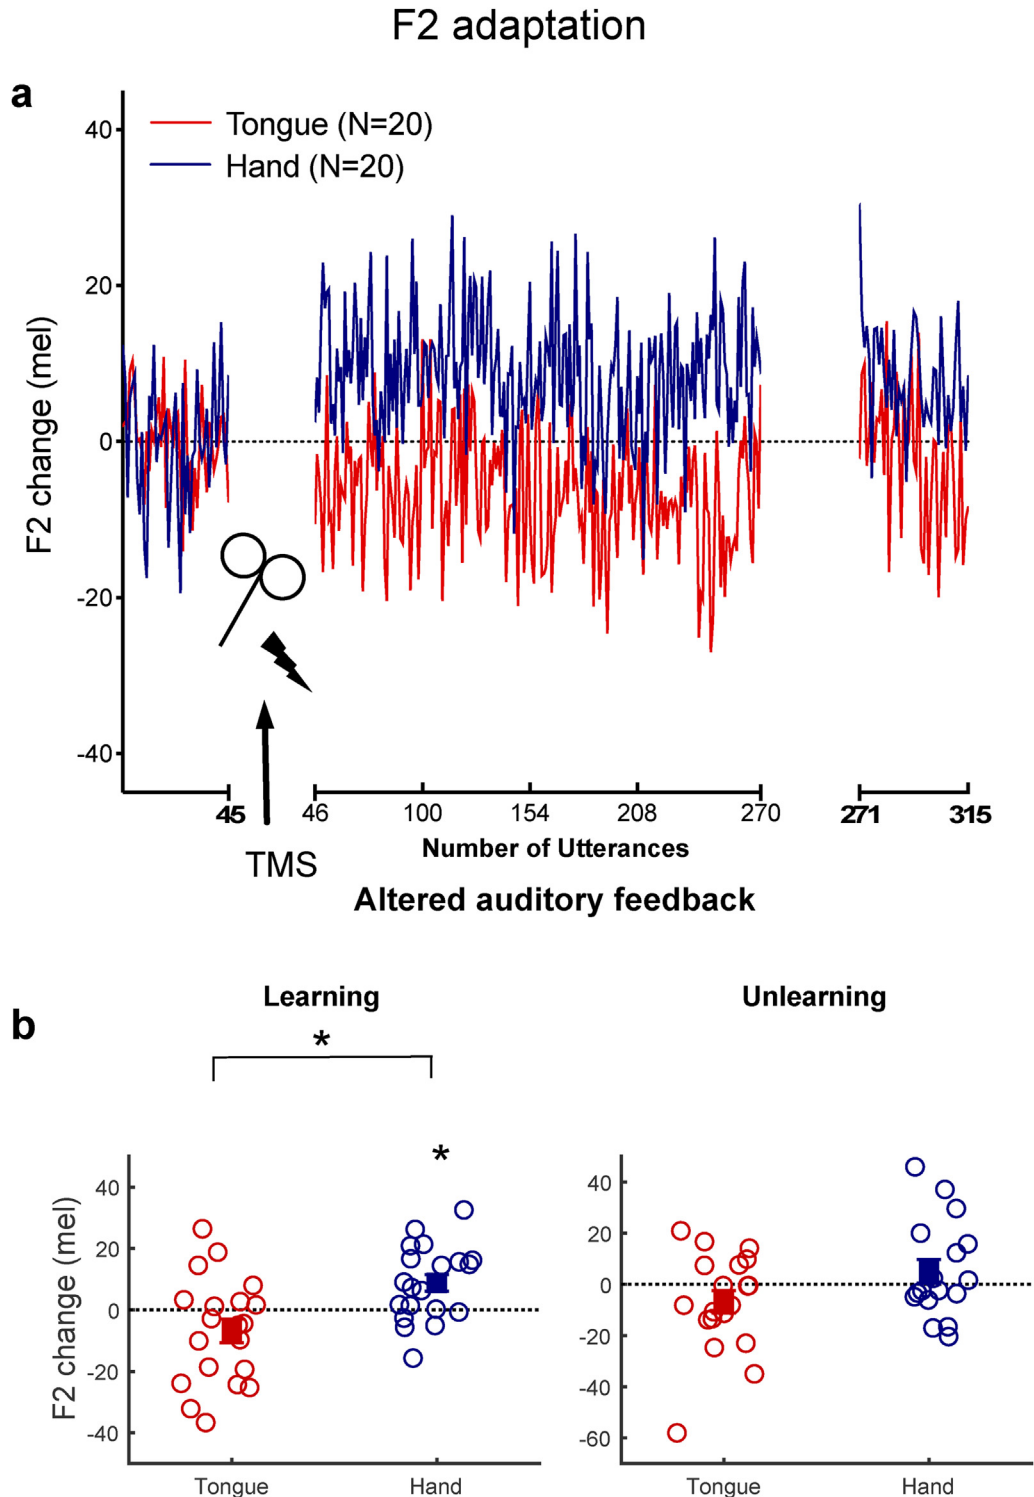 F2 adaptation
a
Tongue (N=20)
Hand (N=20)
F2 change (mel)
40
20
0
-20
-40
45
46
100
154
208
270
271
315
Number of Utterances
TMS
Altered auditory feedback
b
Learning
Unlearning
*
*
F2 change (mel)
40
20
0
-20
-40
Tongue
Hand
40
20
0
-20
-40
-60
Tongue
Hand